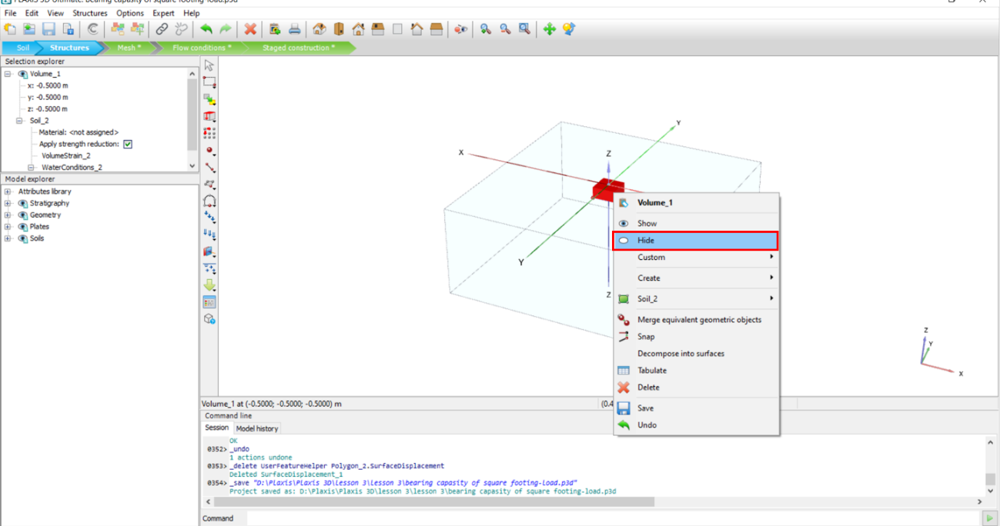 PLAXIS 3D Ultimate: bearing capasity of square footing-load.p3d
File Edit View Structures Options Expert Help
Soil Structures Mesh * Flow conditions * Staged construction *
Selection explorer
Volume_1
x: -0.5000 m
y: -0.5000 m
z: -0.5000 m
Soil_2
Material: <not assigned>
Apply strength reduction:
VolumeStrain_2
WaterConditions_2
Model explorer
Attributes library
Stratigraphy
Geometry
Plates
Soils
Y
X
Z
Y
Z
Volume_1
Show
Hide
Custom
Create
Soil_2
Merge equivalent geometric objects
Snap
Decompose into surfaces
Tabulate
Delete
Save
Undo
Z
Y
X
Volume_1 at (-0.5000; -0.5000; -0.5000) m (0.4
Command line
Session Model history
OK
0352> _undo
1 actions undone
0353> _delete UserFeatureHelper Polygon_2.SurfaceDisplacement
Deleted SurfaceDisplacement_1
0354> _save "D:\Plaxis\Plaxis 3D\lesson 3\lesson 3\bearing capasity of square footing-load.p3d"
Project saved as: D:\Plaxis\Plaxis 3D\lesson 3\lesson 3\bearing capasity of square footing-load.p3d
Command